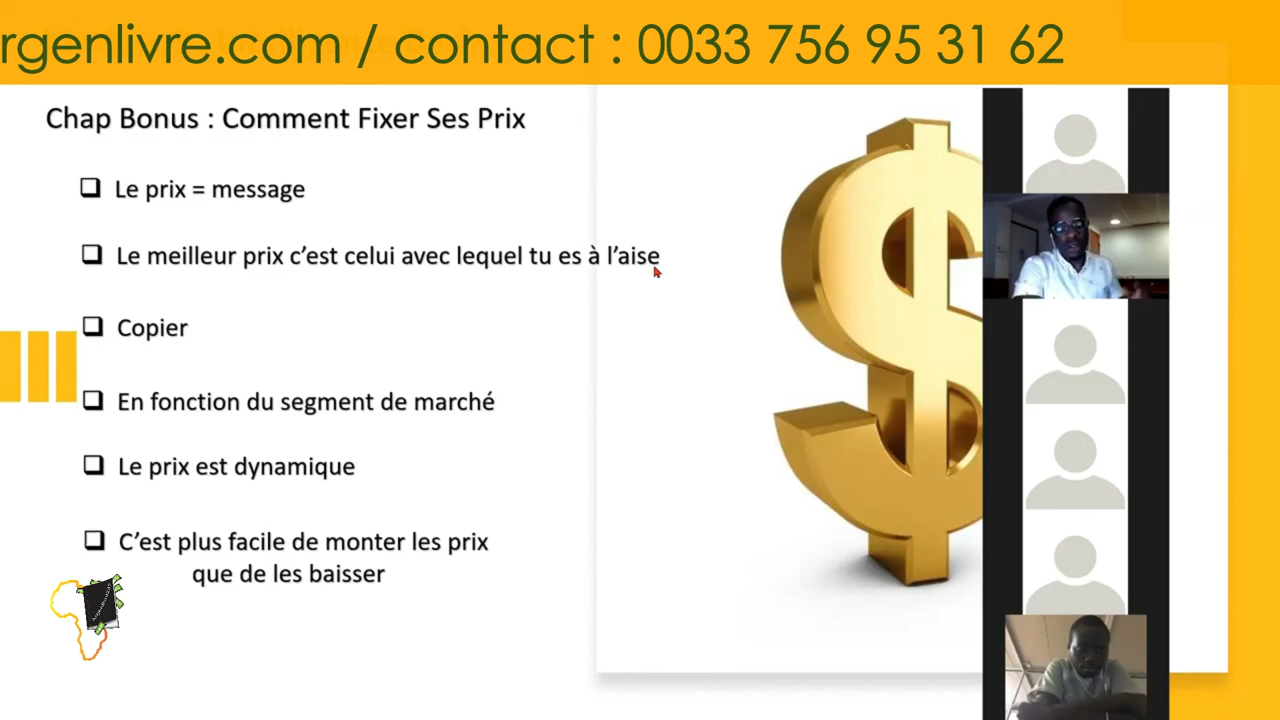 rgenlivre.com / contact : 0033 756 95 31 62
Chap Bonus : Comment Fixer Ses Prix
❑ Le prix = message
❑ Le meilleur prix c’est celui avec lequel tu es à l’aise
❑ Copier
❑ En fonction du segment de marché
❑ Le prix est dynamique
❑ C’est plus facile de monter les prix
que de les baisser